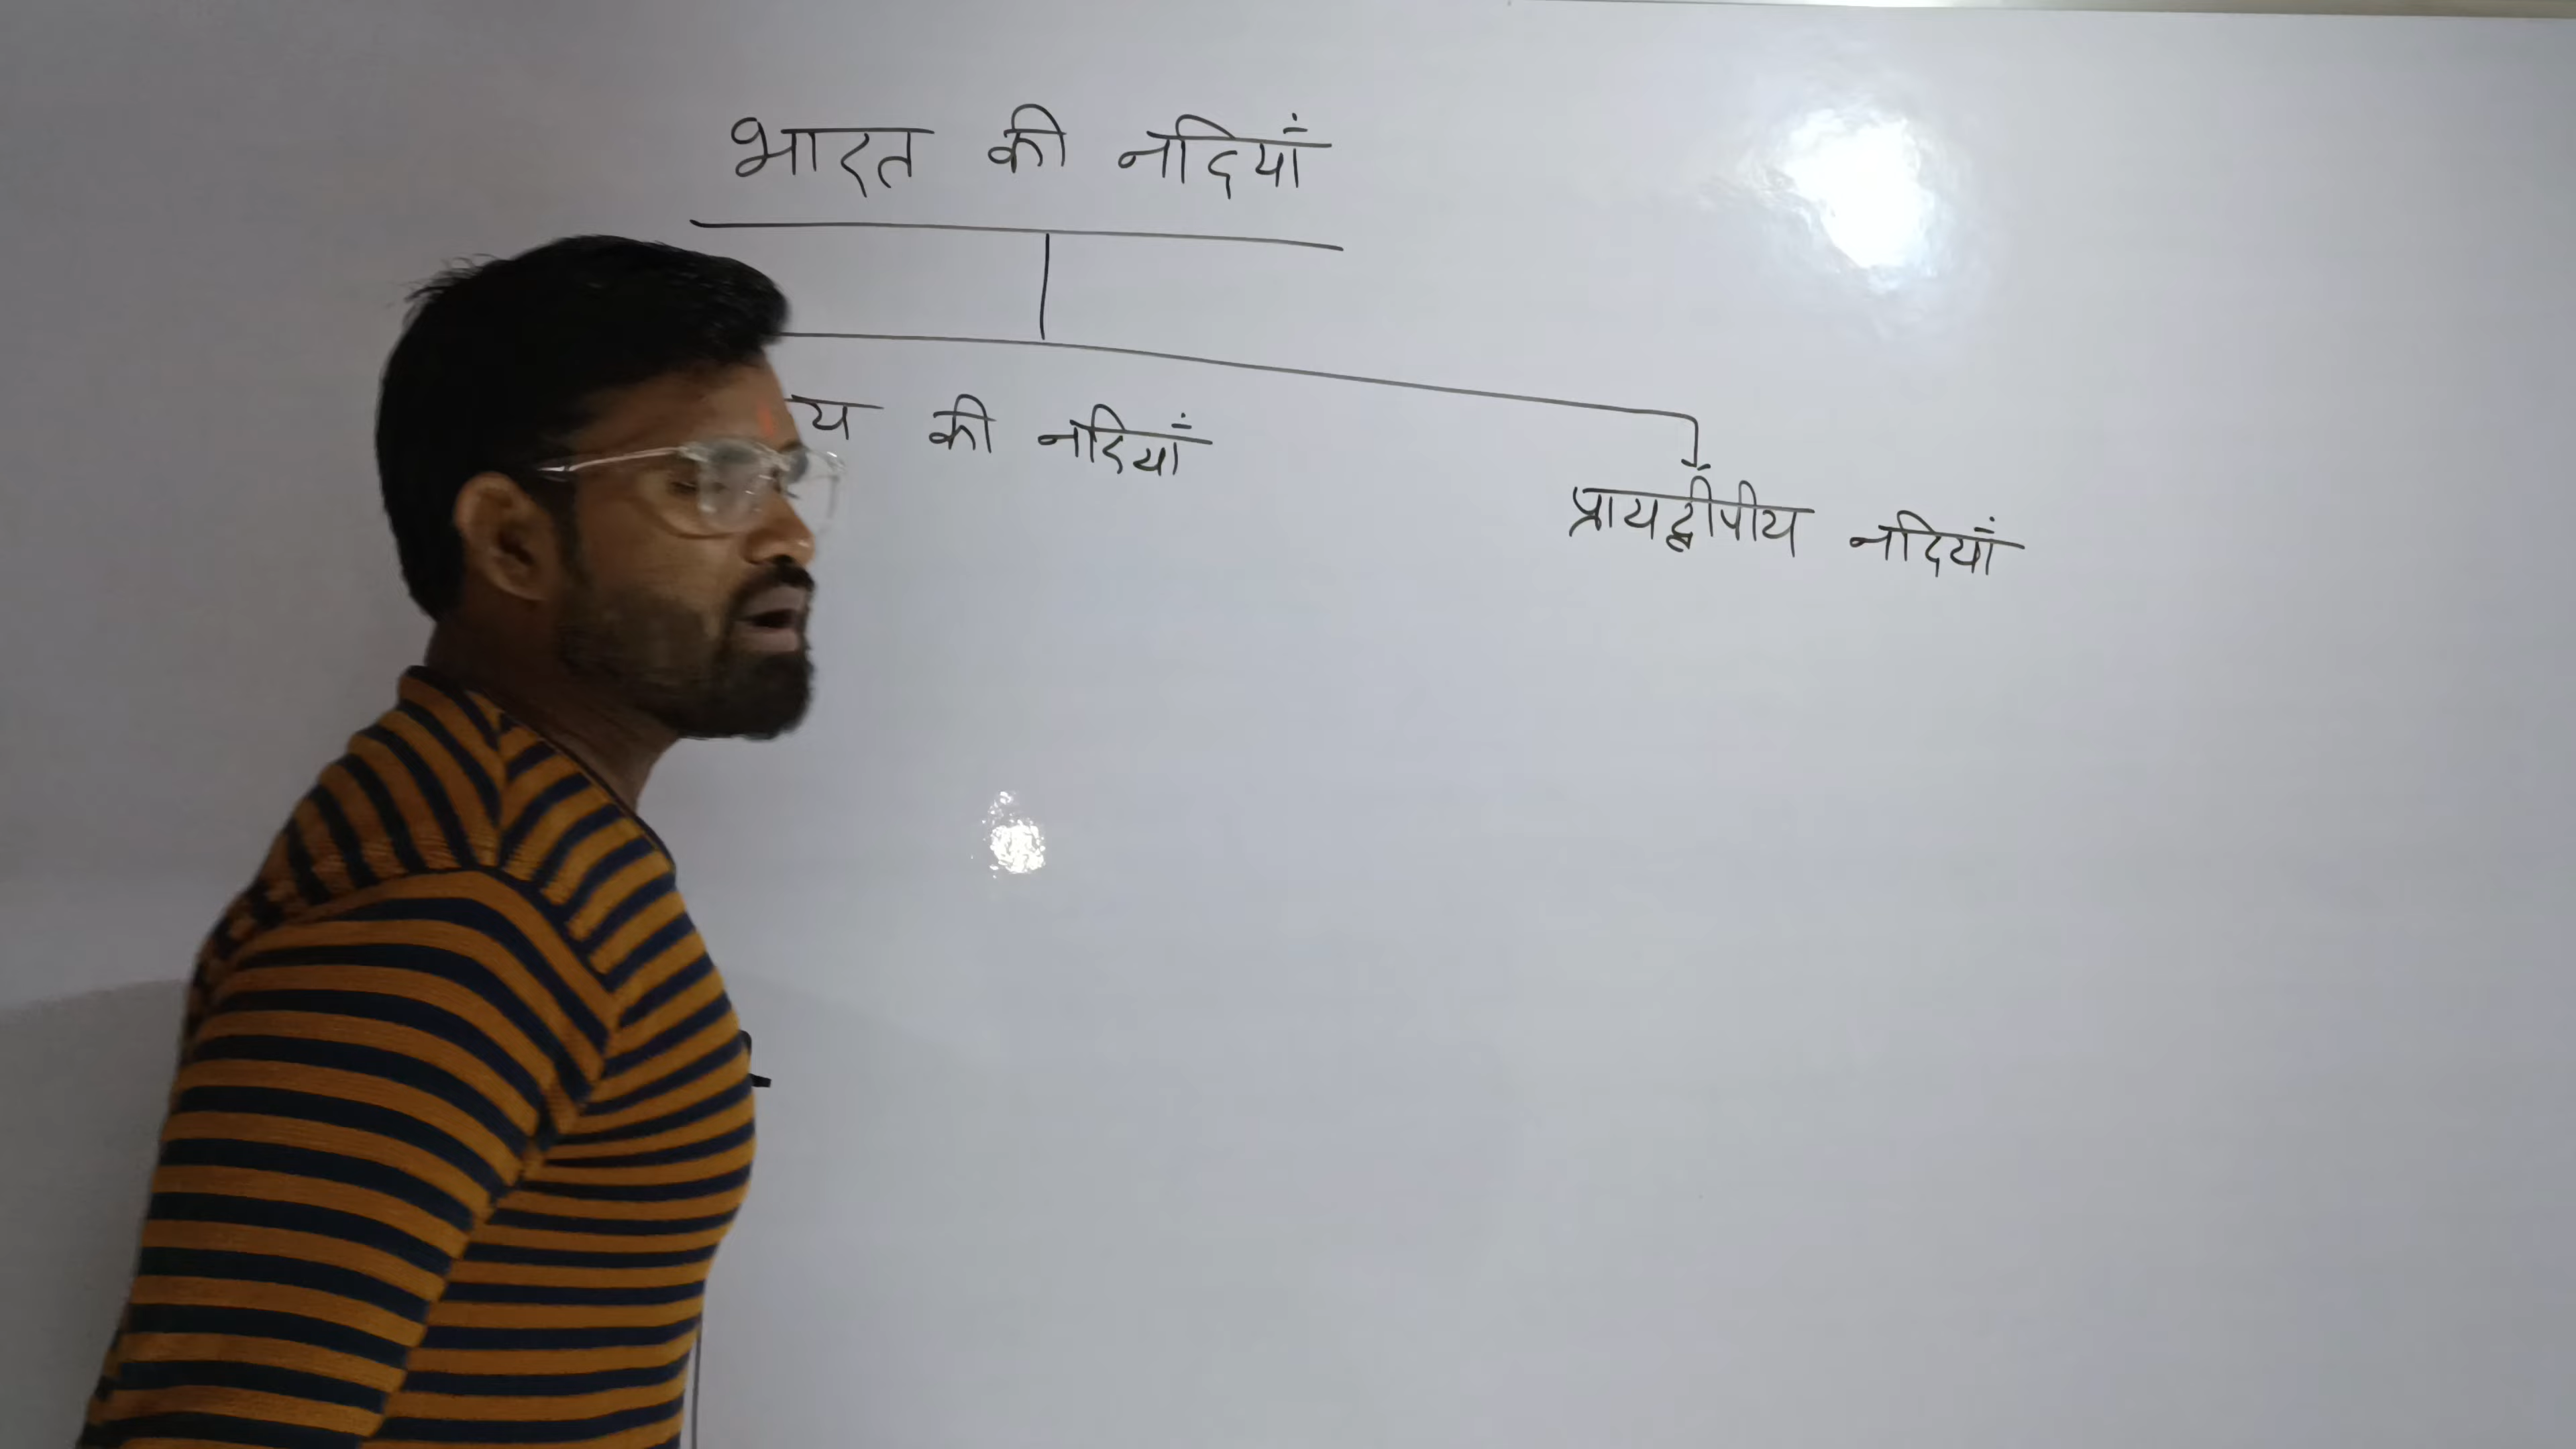 भारत की नदियाँ
य की नदियाँ
प्रायद्वीपीय नदियाँ